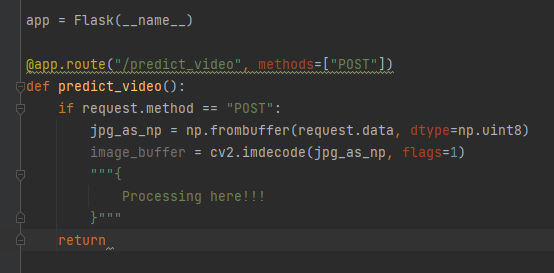 app = Flask(__name__)
@app.route("/predict_video", methods=["POST"])
def predict_video():
    if request.method == "POST":
        jpg_as_np = np.frombuffer(request.data, dtype=np.uint8)
        image_buffer = cv2.imdecode(jpg_as_np, flags=1)
        """{
            Processing here!!!
        }"""
    return